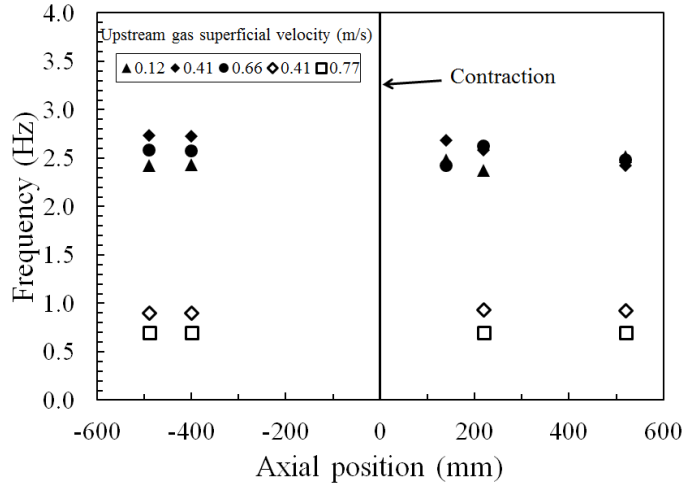 4.0
Upstream gas superficial velocity (m/s)
0.12 0.41 0.66 0.41 0.77
3.5
Contraction
3.0
2.5
2.0
1.5
1.0
0.5
0.0
Frequency (Hz)
-600 -400 -200 0 200 400 600
Axial position (mm)